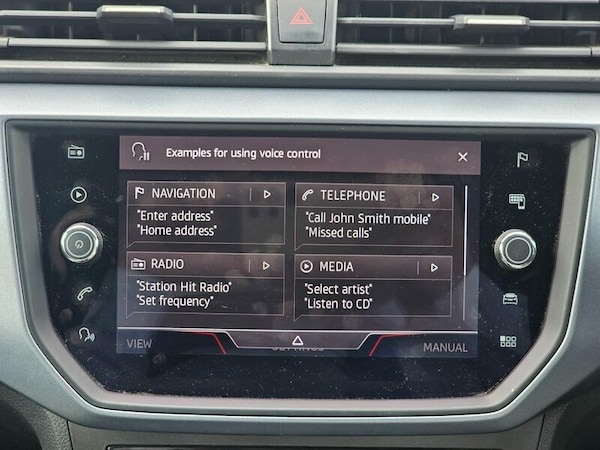 Examples for using voice control
NAVIGATION
"Enter address"
"Home address"
TELEPHONE
"Call John Smith mobile"
"Missed calls"
RADIO
"Station Hit Radio"
"Set frequency"
MEDIA
"Select artist"
"Listen to CD"
VIEW
MANUAL